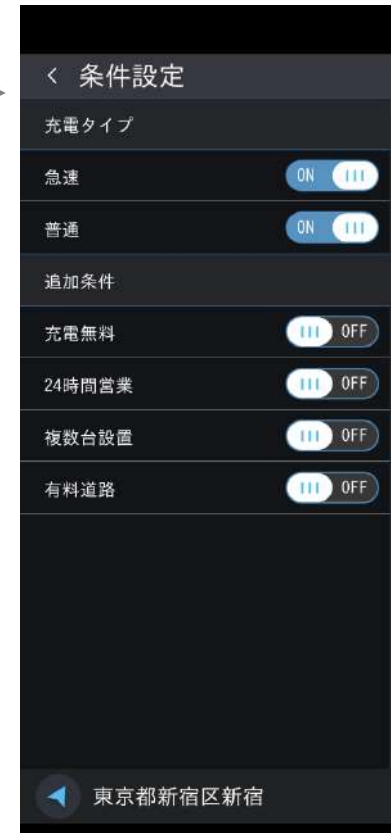 条件設定
充電タイプ
急速 ON
普通 ON
追加条件
充電無料 OFF
24時間営業 OFF
複数台設置 OFF
有料道路 OFF
東京都新宿区新宿